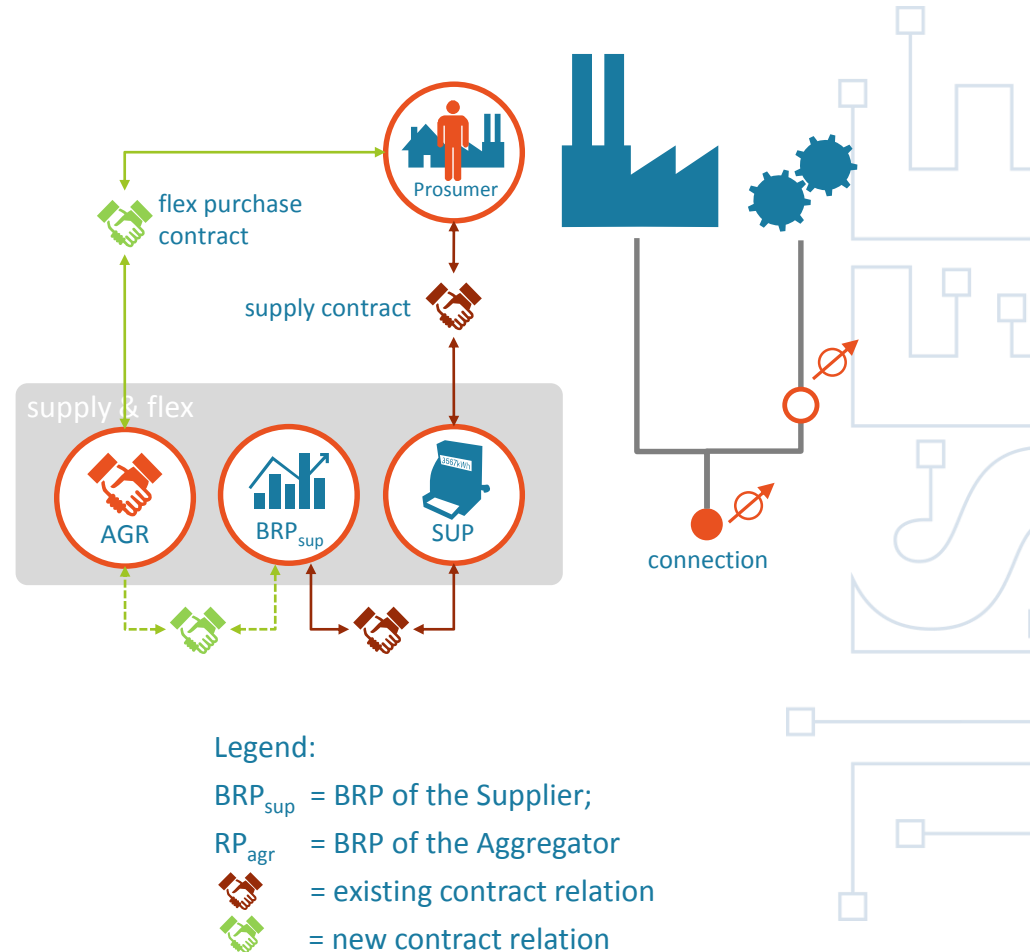 Prosumer
flex purchase
contract
supply contract
supply & flex
3667kWh
AGR
BRPsup
SUP
connection
Legend:
BRPsup = BRP of the Supplier;
RPagr = BRP of the Aggregator
= existing contract relation
= new contract relation